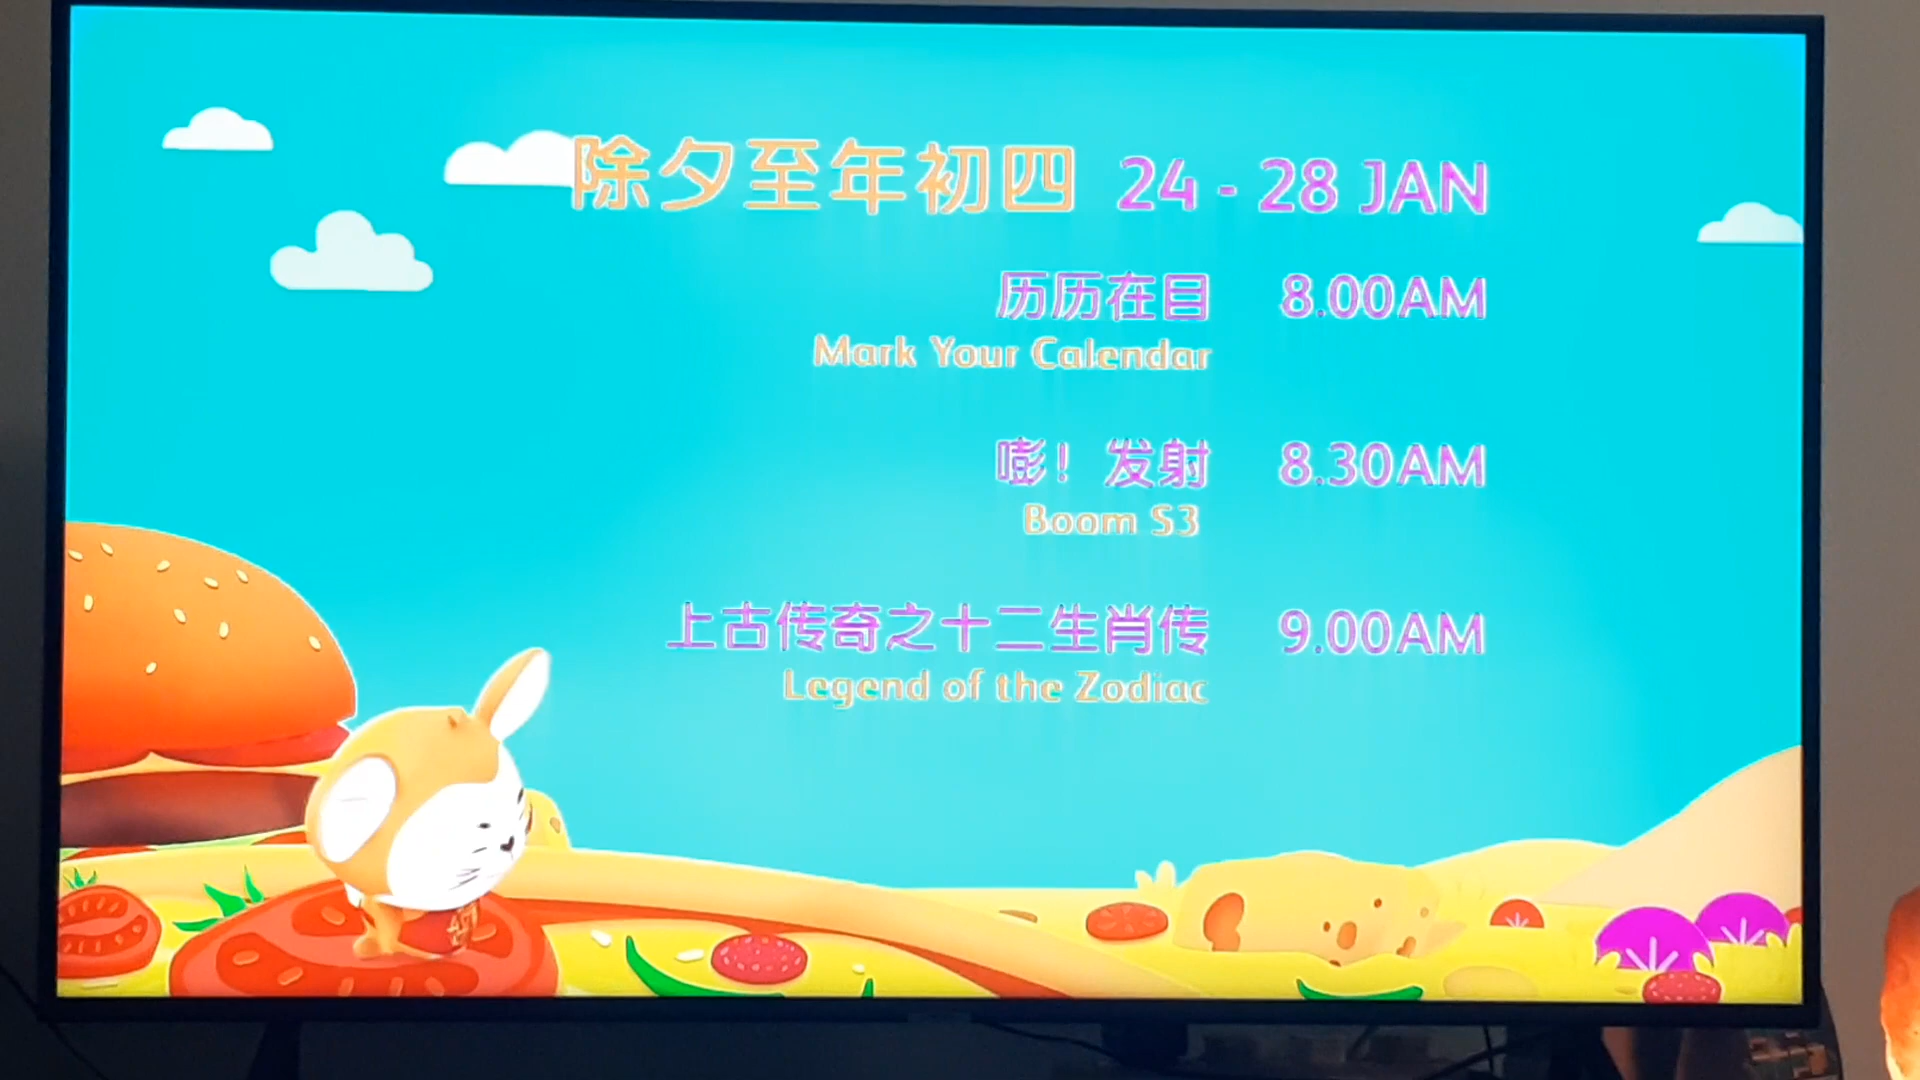 除夕至年初四 24 - 28 JAN
历历在目 8.00AM
Mark Your Calendar
嘭！发射 8.30AM
Boom S3
上古传奇之十二生肖传 9.00AM
Legend of the Zodiac